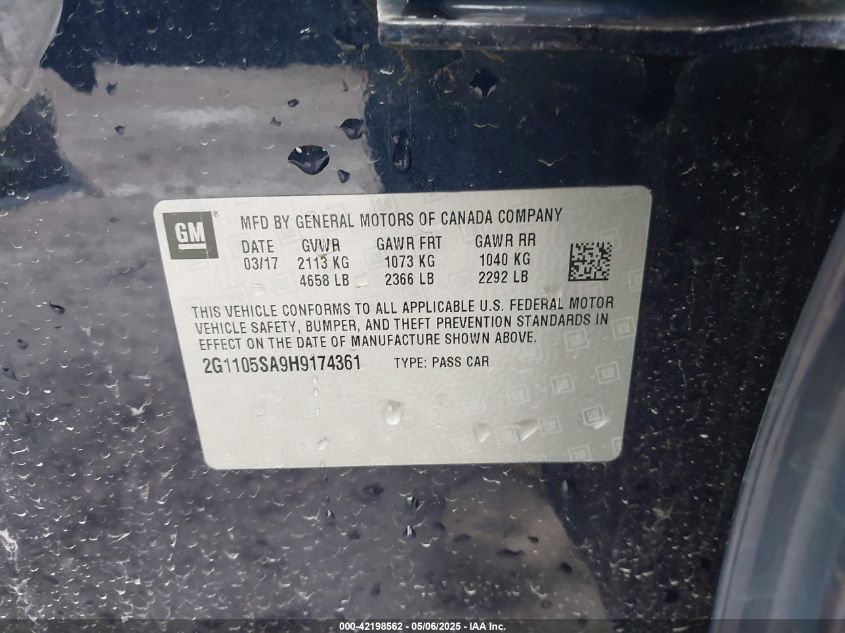 GM
MFD BY GENERAL MOTORS OF CANADA COMPANY
DATE GVWR GAWR FRT GAWR RR
03/17 2113 KG 1073 KG 1040 KG
4658 LB 2366 LB 2292 LB
THIS VEHICLE CONFORMS TO ALL APPLICABLE U.S. FEDERAL MOTOR
VEHICLE SAFETY, BUMPER, AND THEFT PREVENTION STANDARDS IN
EFFECT ON THE DATE OF MANUFACTURE SHOWN ABOVE.
2G1105SA9H9174361 TYPE: PASS CAR
000-42198562 - 05/06/2025 - IAA Inc.